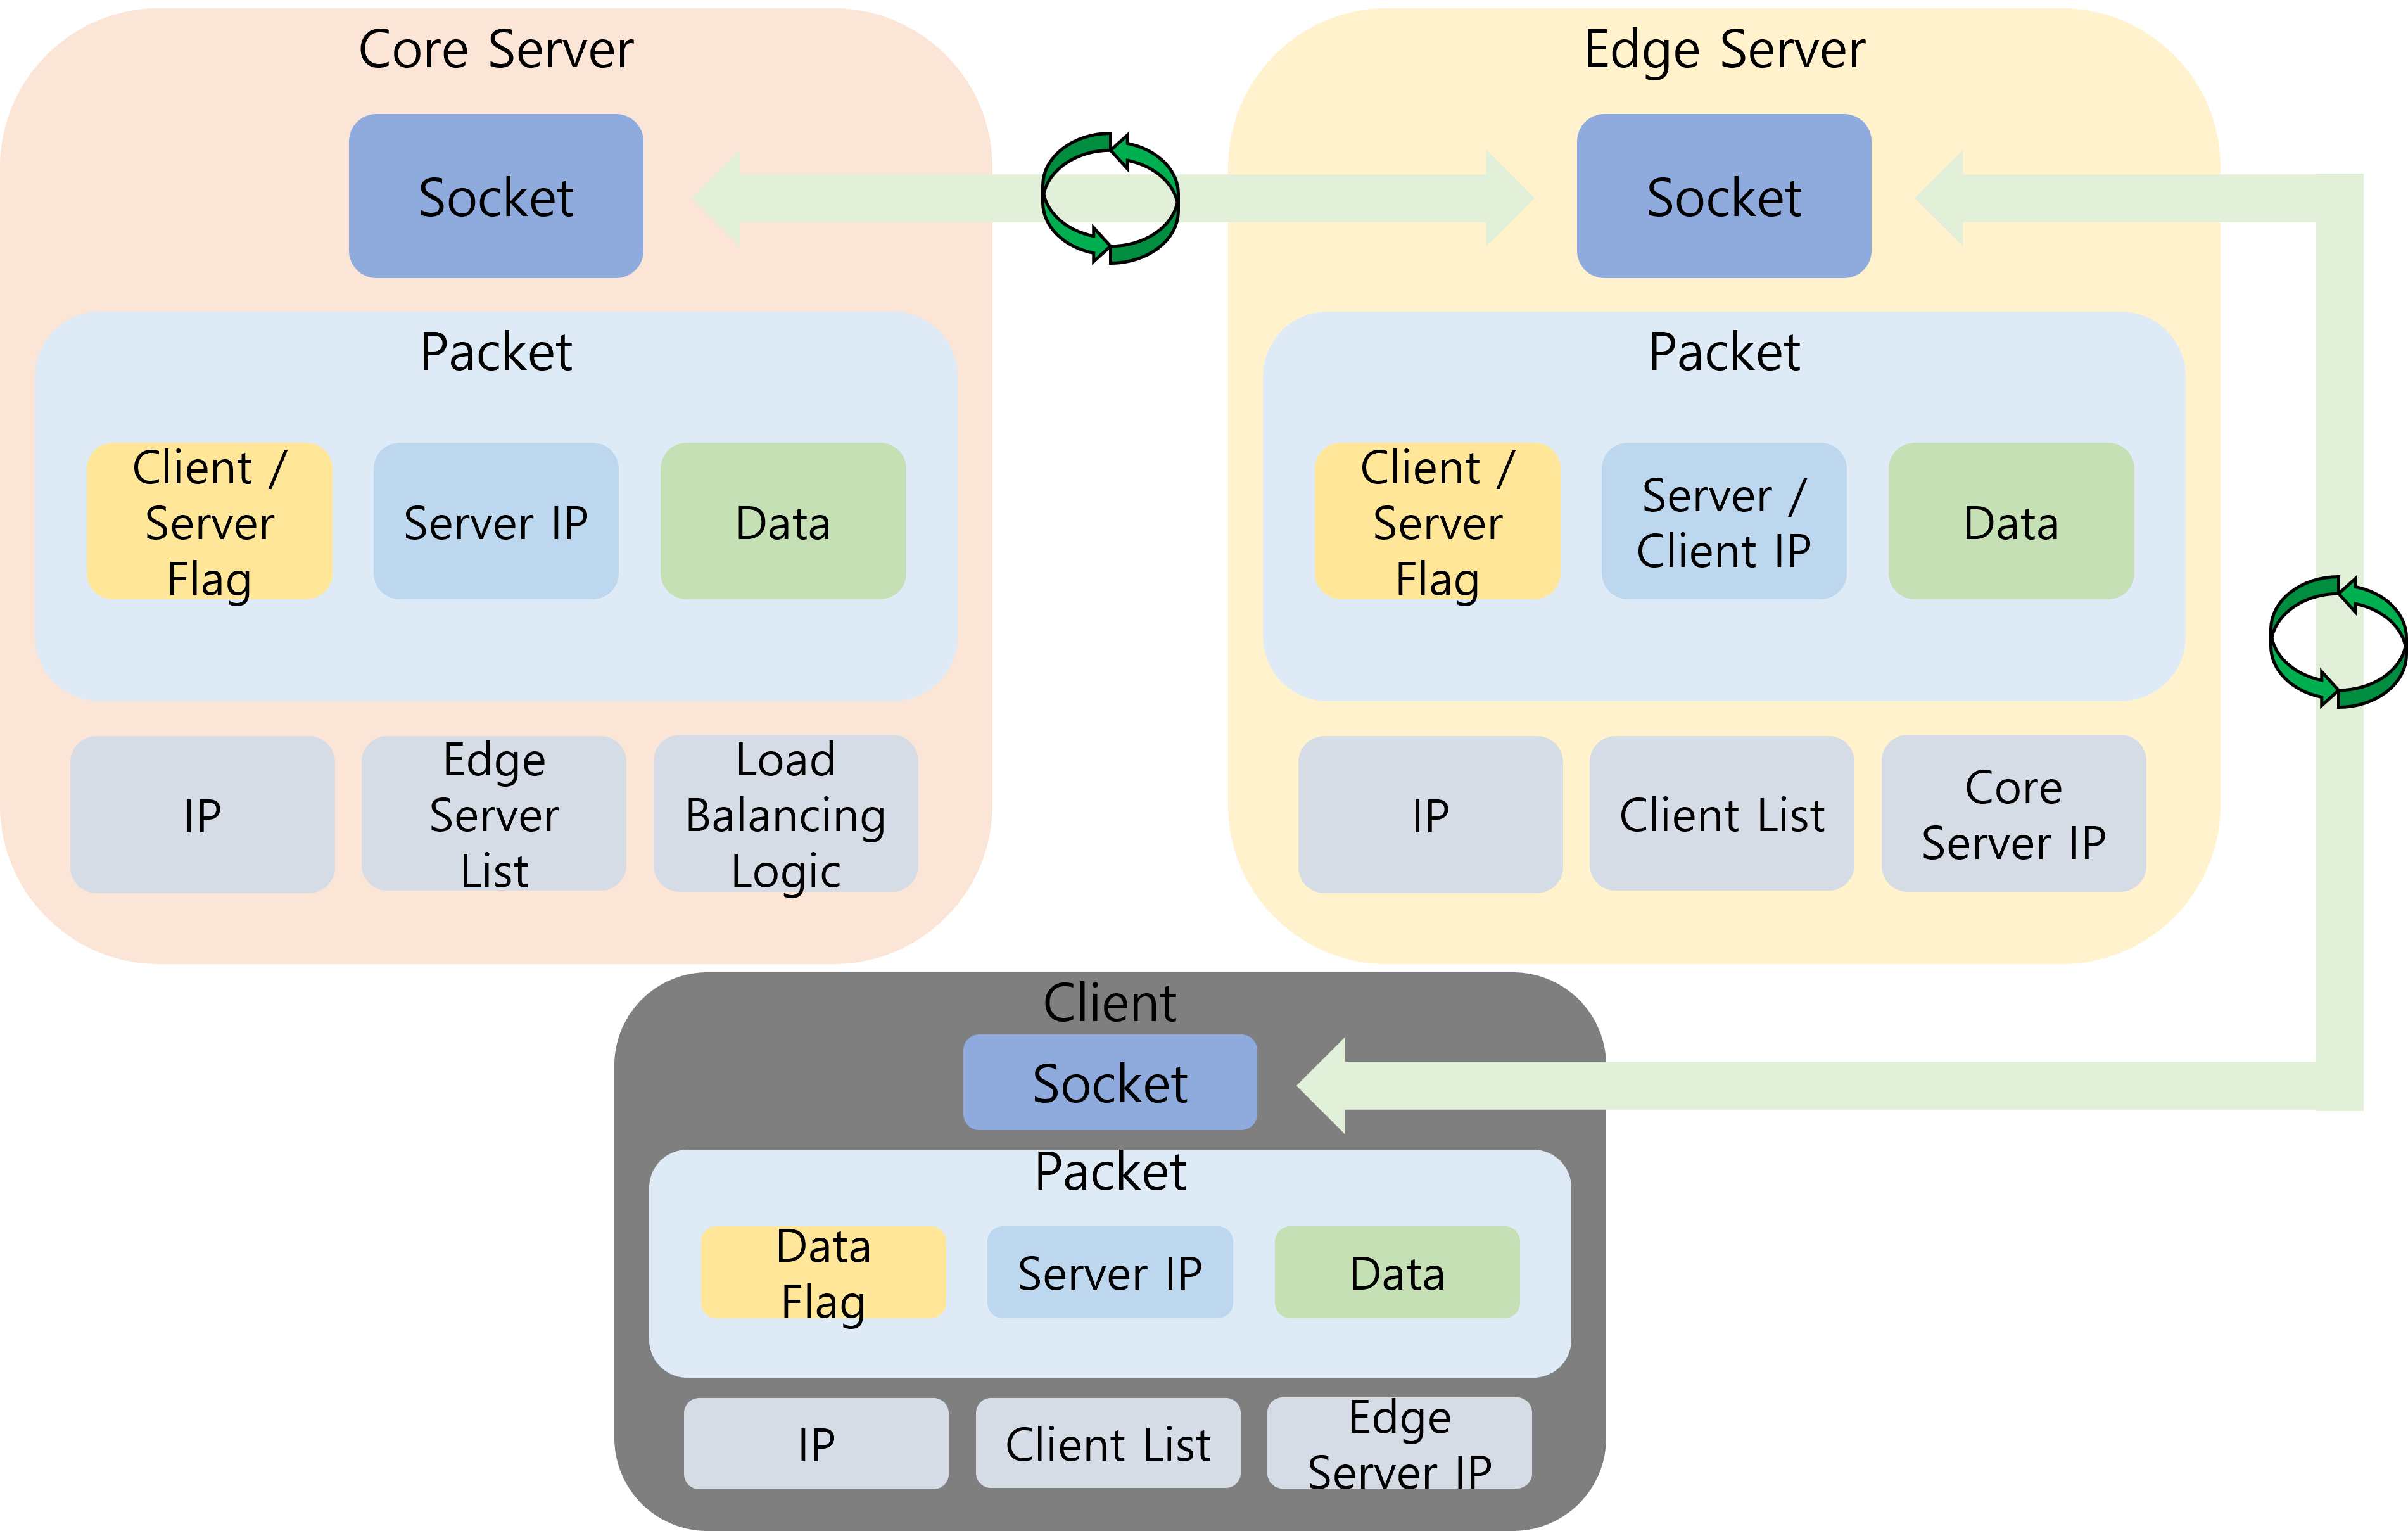 Core Server
Socket
Packet
Client /
Server
Flag
Server IP
Data
IP
Edge
Server
List
Load
Balancing
Logic
Edge Server
Socket
Packet
Client /
Server
Flag
Server /
Client IP
Data
IP
Client List
Core
Server IP
Client
Socket
Packet
Data
Flag
Server IP
Data
IP
Client List
Edge
Server IP